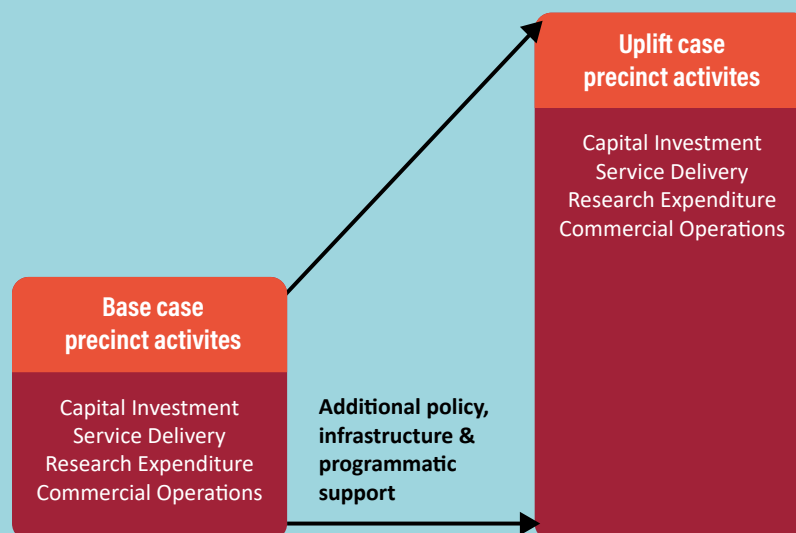 Base case
precinct activites
Capital Investment
Service Delivery
Research Expenditure
Commercial Operations
Additional policy,
infrastructure &
programmatic
support
Uplift case
precinct activites
Capital Investment
Service Delivery
Research Expenditure
Commercial Operations